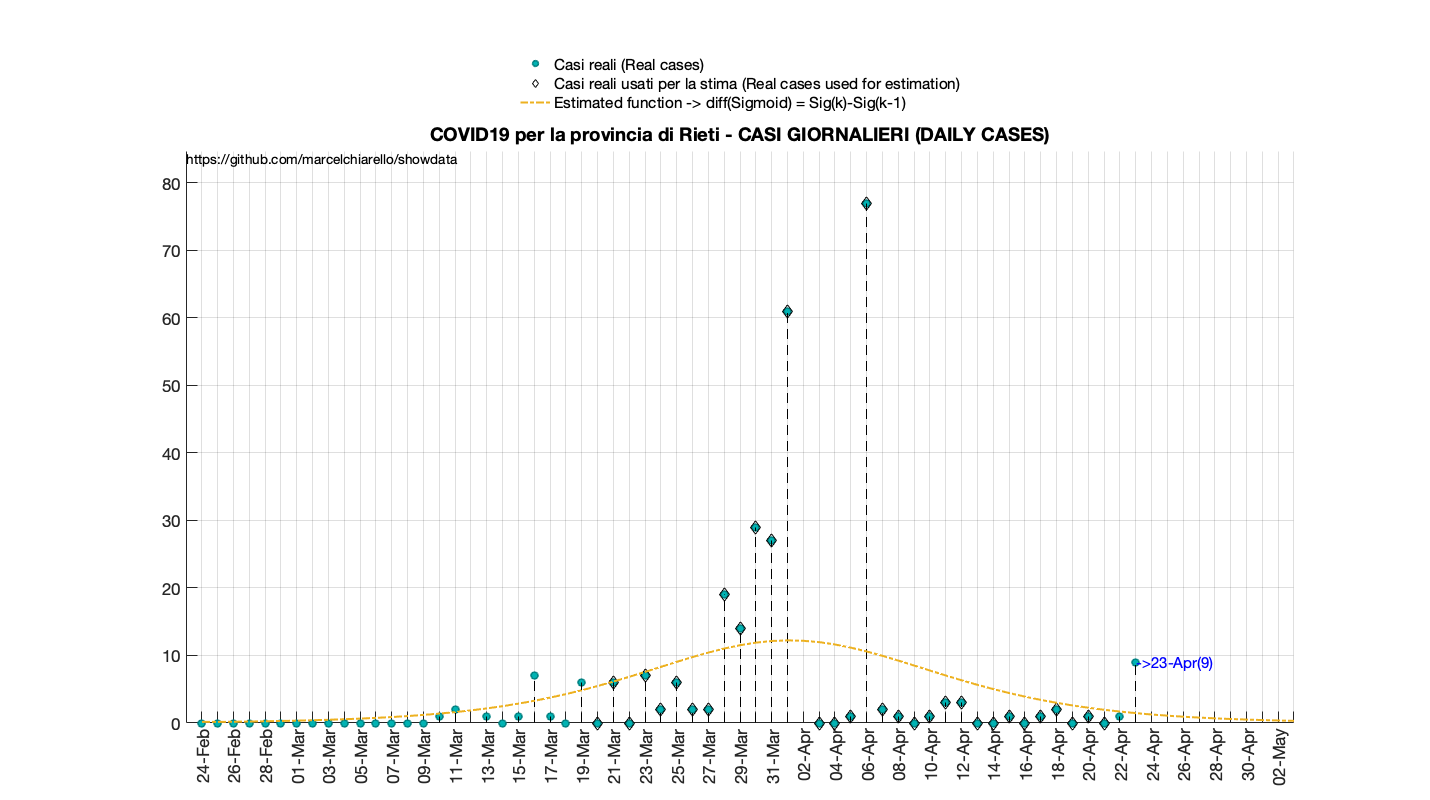 Casi reali (Real cases)
Casi reali usati per la stima (Real cases used for estimation)
Estimated function -> diff(Sigmoid) = Sig(k)-Sig(k-1)
COVID19 per la provincia di Rieti - CASI GIORNALIERI (DAILY CASES)
https://github.com/marcelchiarello/showdata
80
70
60
50
40
30
20
10
0
->23-Apr(9)
24-Feb
26-Feb
28-Feb
01-Mar
03-Mar
05-Mar
07-Mar
09-Mar
11-Mar
13-Mar
15-Mar
17-Mar
19-Mar
21-Mar
23-Mar
25-Mar
27-Mar
29-Mar
31-Mar
02-Apr
04-Apr
06-Apr
08-Apr
10-Apr
12-Apr
14-Apr
16-Apr
18-Apr
20-Apr
22-Apr
24-Apr
26-Apr
28-Apr
30-Apr
02-May